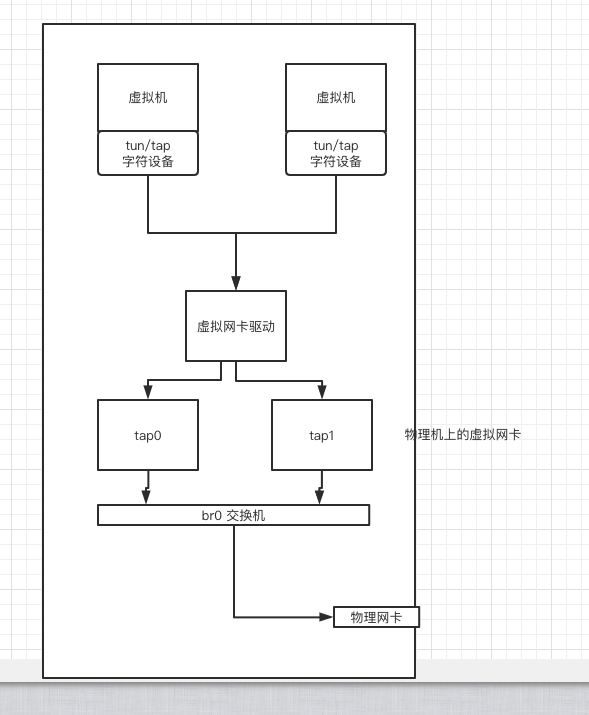 虚拟机
虚拟机
tun/tap
字符设备
tun/tap
字符设备
虚拟网卡驱动
tap0
tap1
物理机上的虚拟网卡
br0 交换机
物理网卡